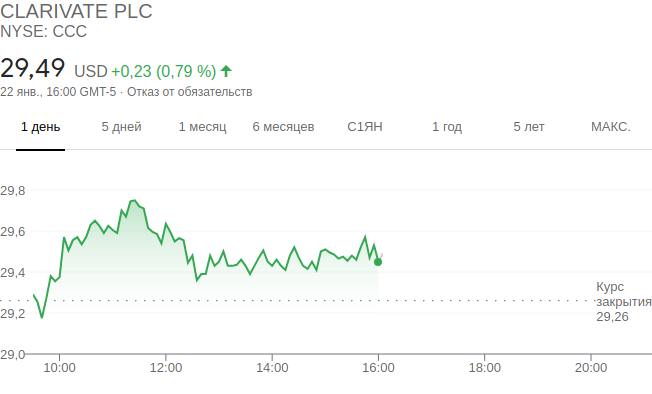 CLARIVATE PLC
NYSE: CCC
29,49 USD +0,23 (0,79 %)
22 янв., 16:00 GMT-5 · Отказ от обязательств
1 день 5 дней 1 месяц 6 месяцев С1ЯН 1 год 5 лет МАКС.
29,8
29,6
29,4
29,2
29,0
Курс
закрытия
29,26
10:00 12:00 14:00 16:00 18:00 20:00